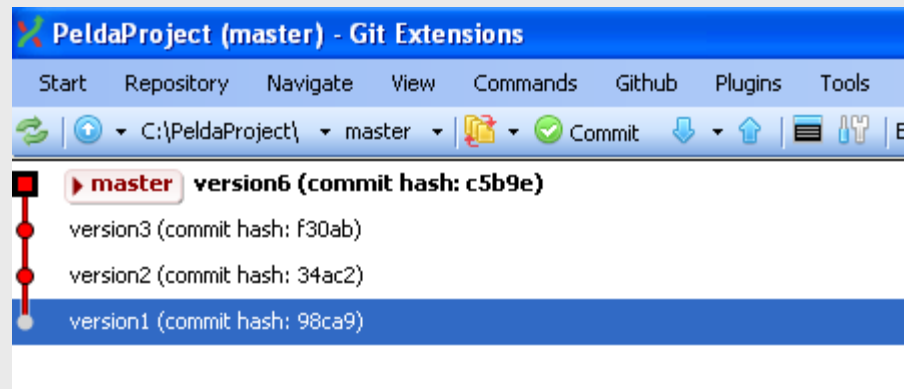 PeldaProject (master) - Git Extensions
Start Repository Navigate View Commands Github Plugins Tools
C:\PeldaProject\ master Commit
master version6 (commit hash: c5b9e)
version3 (commit hash: f30ab)
version2 (commit hash: 34ac2)
version1 (commit hash: 98ca9)